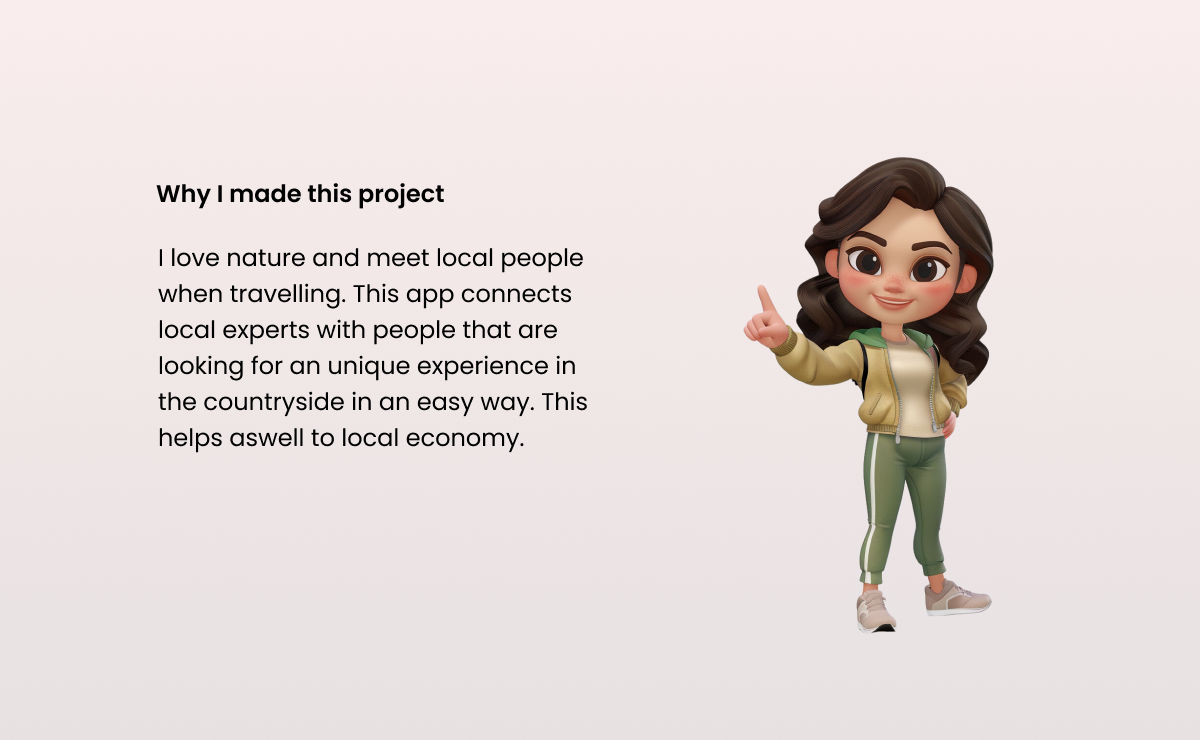 Why I made this project
I love nature and meet local people
when travelling. This app connects
local experts with people that are
looking for an unique experience in
the countryside in an easy way. This
helps aswell to local economy.